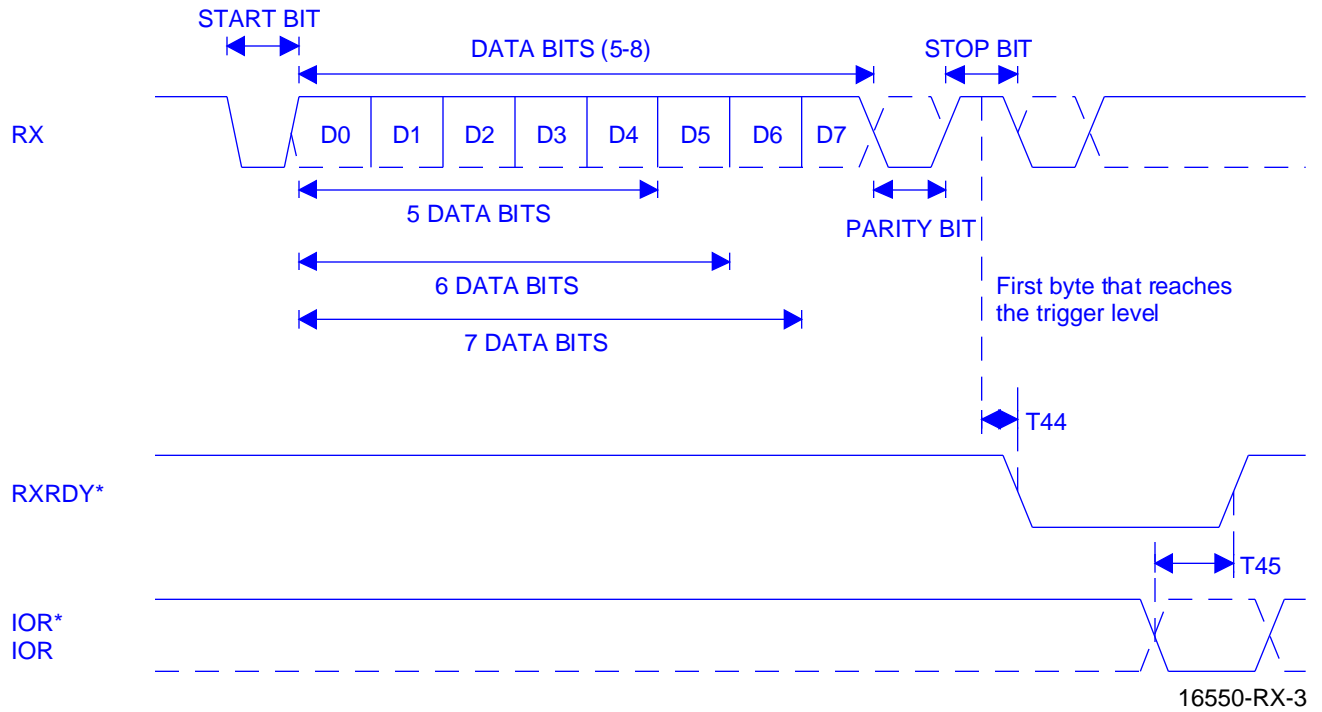 START BIT
DATA BITS (5-8)
STOP BIT
RX
D0 D1 D2 D3 D4 D5 D6 D7
5 DATA BITS
PARITY BIT
6 DATA BITS
First byte that reaches
the trigger level
7 DATA BITS
T44
RXRDY*
T45
IOR*
IOR
16550-RX-3